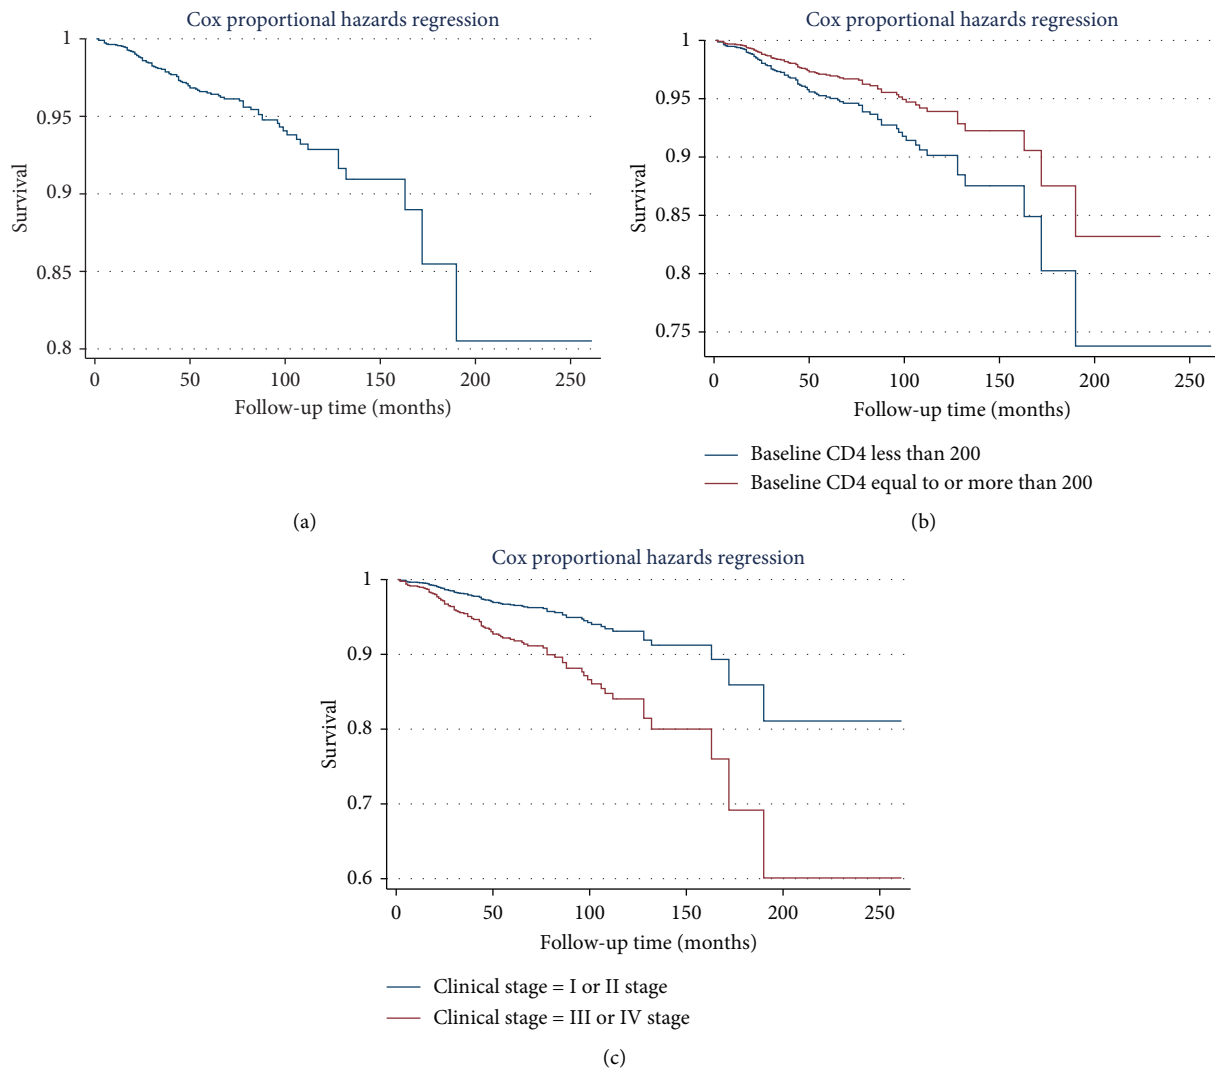 Cox proportional hazards regression
1
0.95
0.9
0.85
0.8
Survival
0 50 100 150 200 250
Follow-up time (months)
(a)
Cox proportional hazards regression
1
0.95
0.9
0.85
0.8
0.75
Survival
0 50 100 150 200 250
Follow-up time (months)
Baseline CD4 less than 200
Baseline CD4 equal to or more than 200
(b)
Cox proportional hazards regression
1
0.9
0.8
0.7
0.6
Survival
0 50 100 150 200 250
Follow-up time (months)
Clinical stage = I or II stage
Clinical stage = III or IV stage
(c)